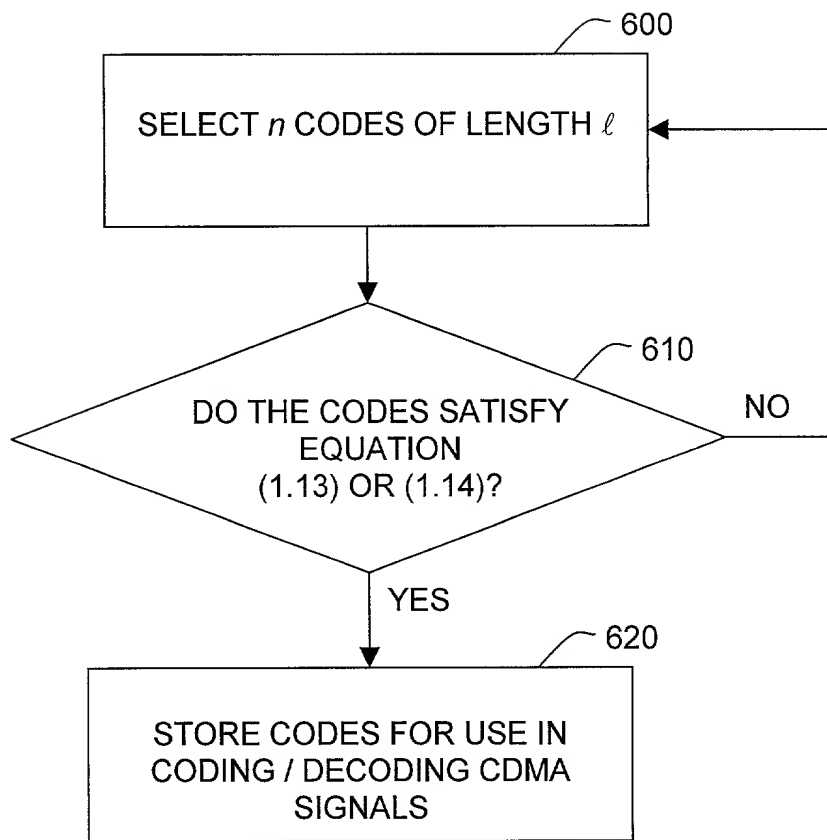 600
SELECT n CODES OF LENGTH ℓ
610
DO THE CODES SATISFY
EQUATION
(1.13) OR (1.14)?
NO
YES
620
STORE CODES FOR USE IN
CODING / DECODING CDMA
SIGNALS